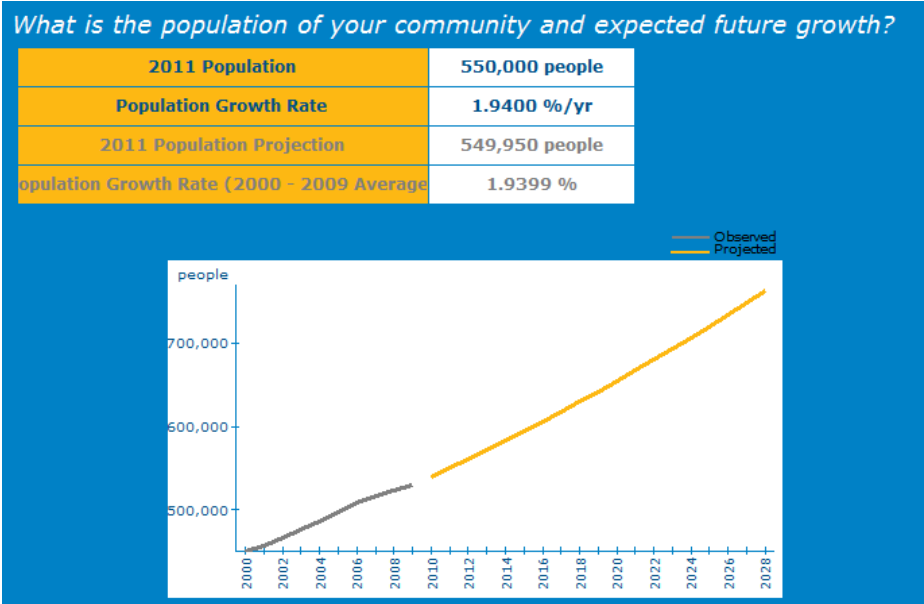 What is the population of your community and expected future growth?
2011 Population 550,000 people
Population Growth Rate 1.9400 %/yr
2011 Population Projection 549,950 people
opulation Growth Rate (2000 - 2009 Average 1.9399 %
Observed
Projected
people
700,000
600,000
500,000
2000 2002 2004 2006 2008 2010 2012 2014 2016 2018 2020 2022 2024 2026 2028